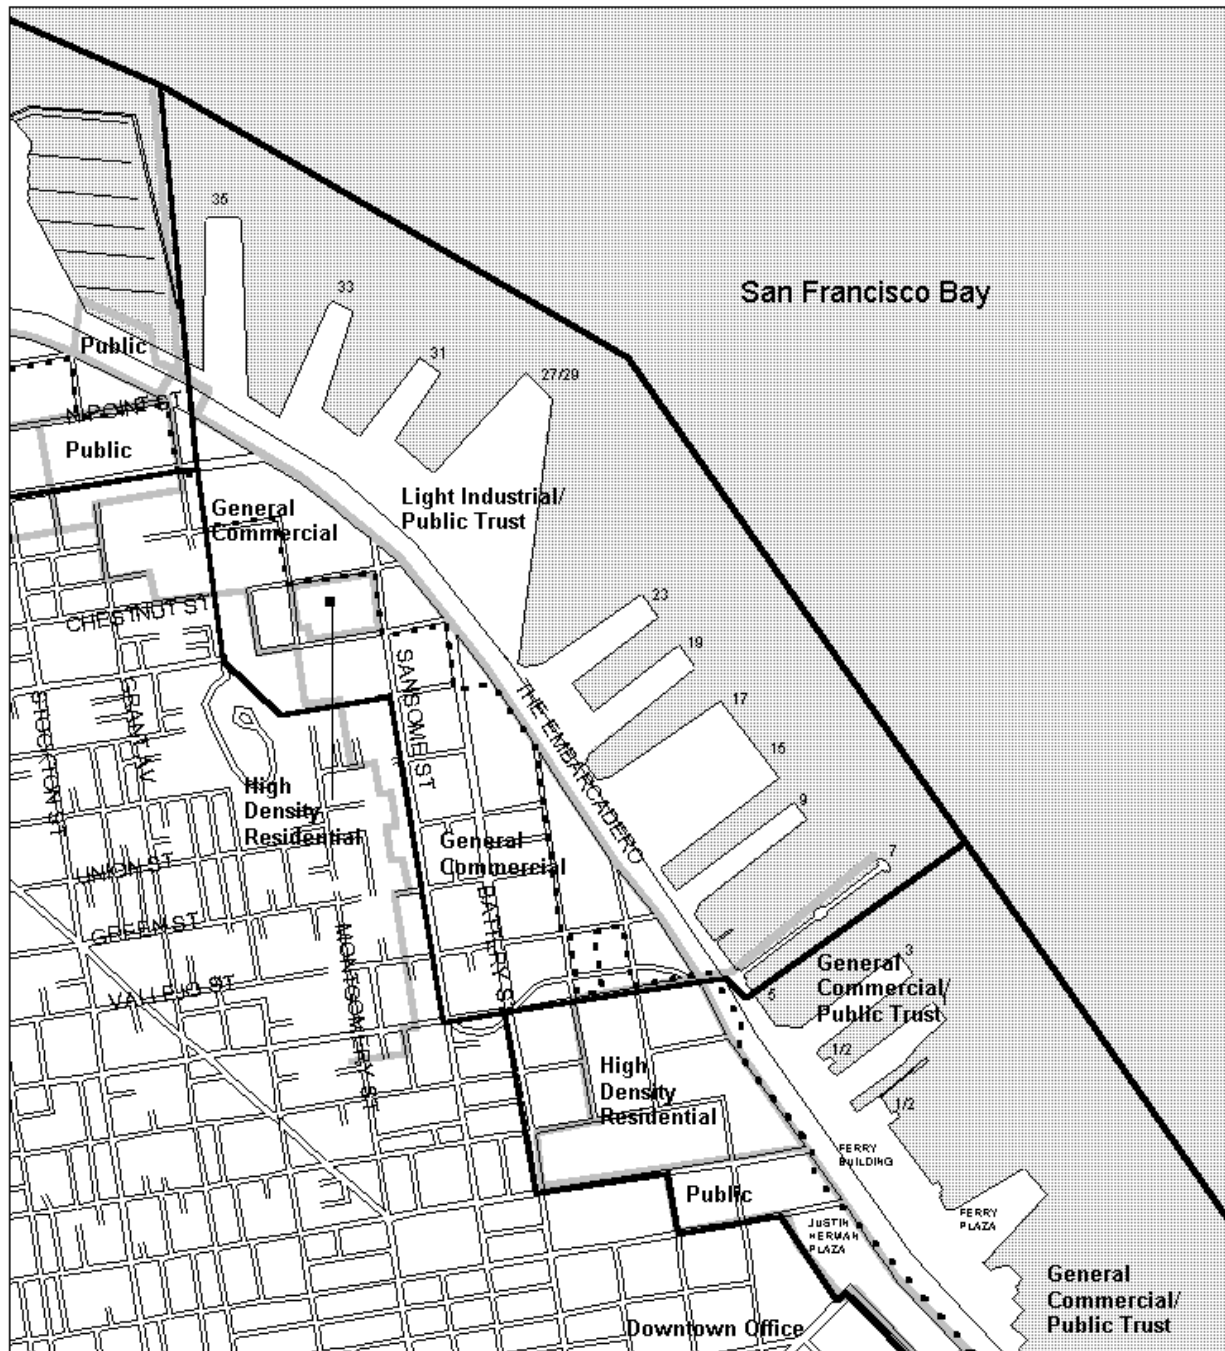 35
San Francisco Bay
33
Public
31
27/29
N. POINT ST
Public
Light Industrial/
Public Trust
General
Commercial
CHESTNUT ST
23
19
SANSOME ST
STOCKTON ST
GRANT AV
THE EMBARCADERO
17
15
High
Density
Residential
9
General
Commercial
7
UNION ST
BATTERY ST
GREEN ST
MONTGOMERY ST
VALLEJO ST
General
Commercial/
Public Trust
3
5
1/2
High
Density
Residential
1/2
FERRY
BUILDING
Public
JUSTIN
HERMAN
PLAZA
FERRY
PLAZA
General
Commercial/
Public Trust
Downtown Office